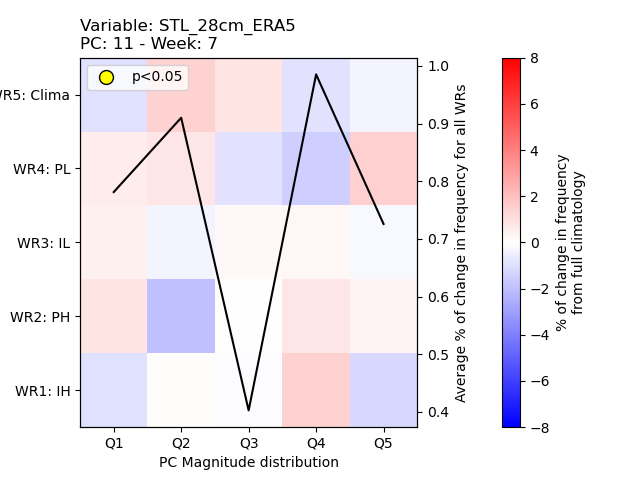 Variable: STL_28cm_ERA5
PC: 11 - Week: 7
p<0.05
WR5: Clima
WR4: PL
WR3: IL
WR2: PH
WR1: IH
Q1 Q2 Q3 Q4 Q5
PC Magnitude distribution
1.0
0.9
0.8
0.7
0.6
0.5
0.4
Average % of change in frequency for all WRs
8
6
4
2
0
−2
−4
−6
−8
% of change in frequency
from full climatology